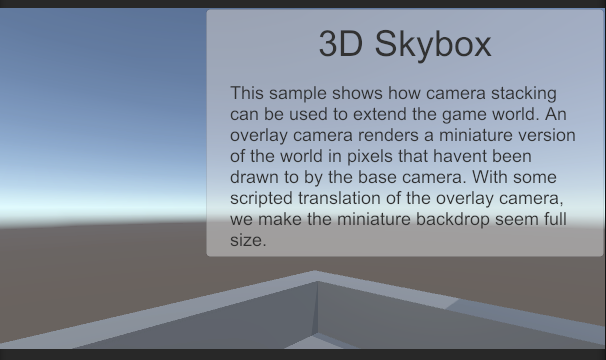 3D Skybox
This sample shows how camera stacking
can be used to extend the game world. An
overlay camera renders a miniature version
of the world in pixels that havent been
drawn to by the base camera. With some
scripted translation of the overlay camera,
we make the miniature backdrop seem full
size.